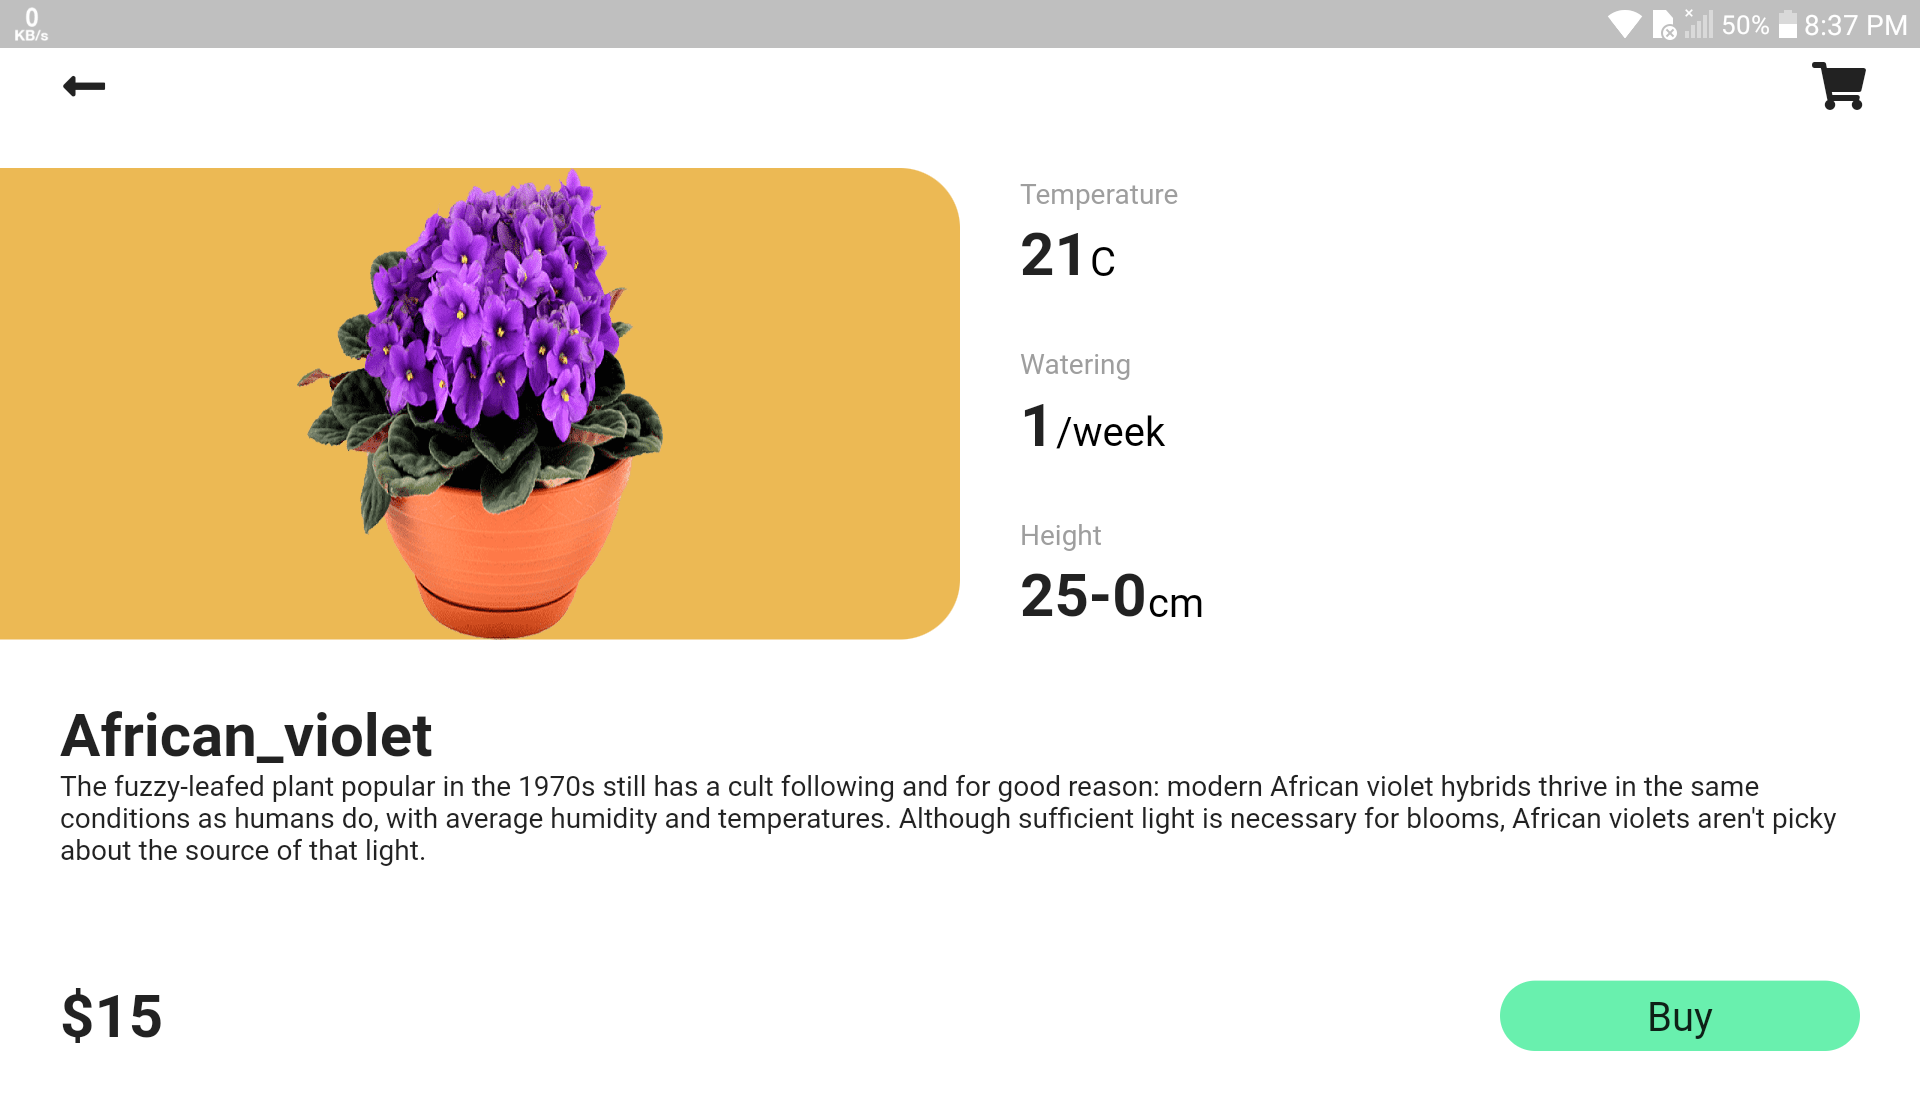 0
KB/s
50% 8:37 PM
Temperature
21C
Watering
1/week
Height
25-0cm
African_violet
The fuzzy-leafed plant popular in the 1970s still has a cult following and for good reason: modern African violet hybrids thrive in the same
conditions as humans do, with average humidity and temperatures. Although sufficient light is necessary for blooms, African violets aren't picky
about the source of that light.
$15
Buy